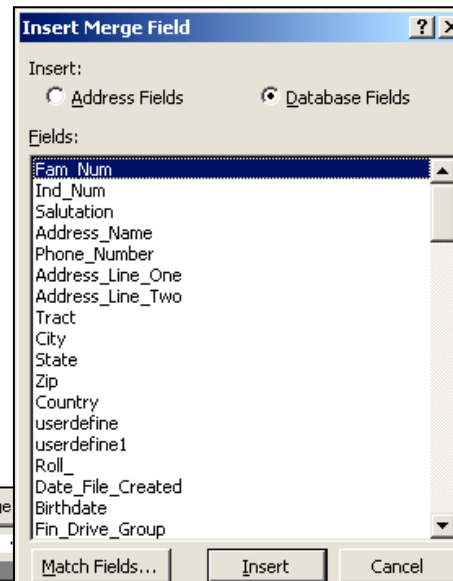 Insert Merge Field
Insert:
Address Fields Database Fields
Fields:
Fam_Num
Ind_Num
Salutation
Address_Name
Phone_Number
Address_Line_One
Address_Line_Two
Tract
City
State
Zip
Country
userdefine
userdefine1
Roll_
Date_File_Created
Birthdate
Fin_Drive_Group
Match Fields... Insert Cancel